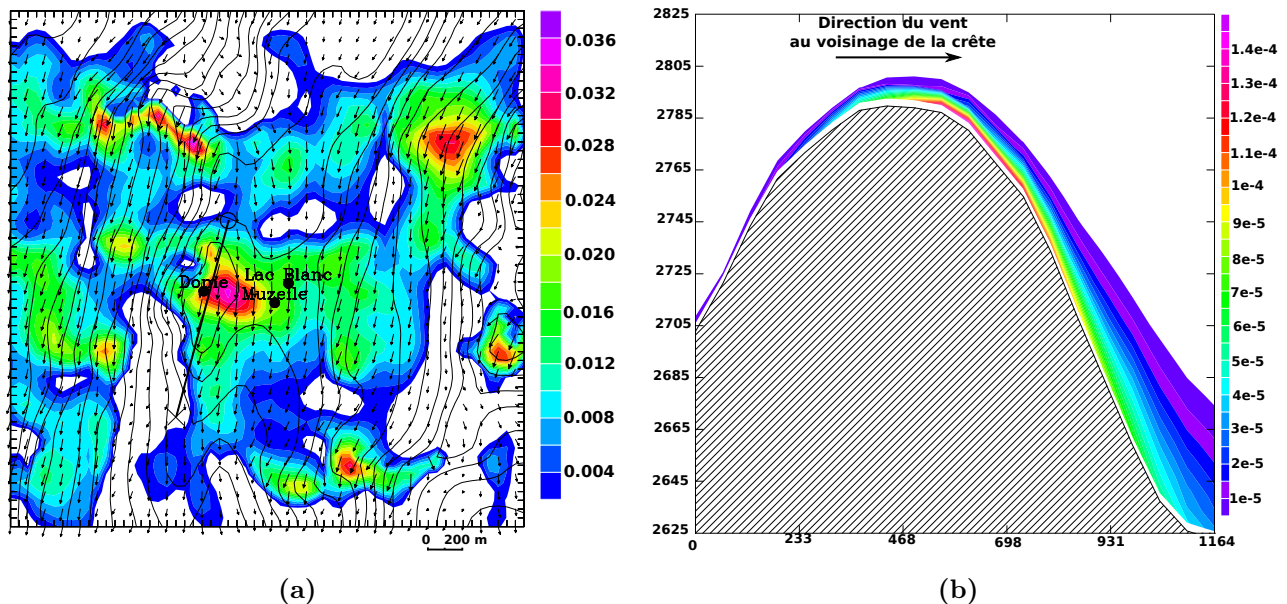 0.036
0.032
0.028
0.024
0.020
0.016
0.012
0.008
0.004
Dome
Lac Blanc
Muzelle
0 200 m
(a)
2825
2805
2785
2765
2745
2725
2705
2685
2665
2645
2625
0
233
468
698
931
1164
Direction du vent
au voisinage de la crête
1.4e-4
1.3e-4
1.2e-4
1.1e-4
1e-4
9e-5
8e-5
7e-5
6e-5
5e-5
4e-5
3e-5
2e-5
1e-5
(b)